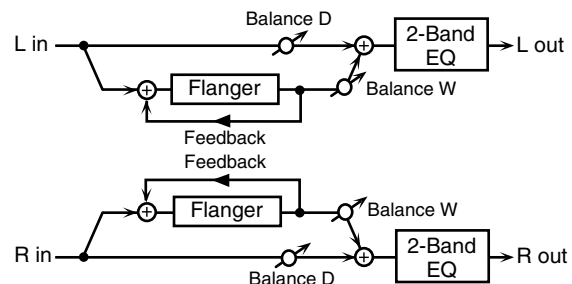 Balance D
L in
+
2-Band
EQ
L out
+
Flanger
Balance W
Feedback
Feedback
+
Flanger
Balance W
R in
+
2-Band
EQ
R out
Balance D